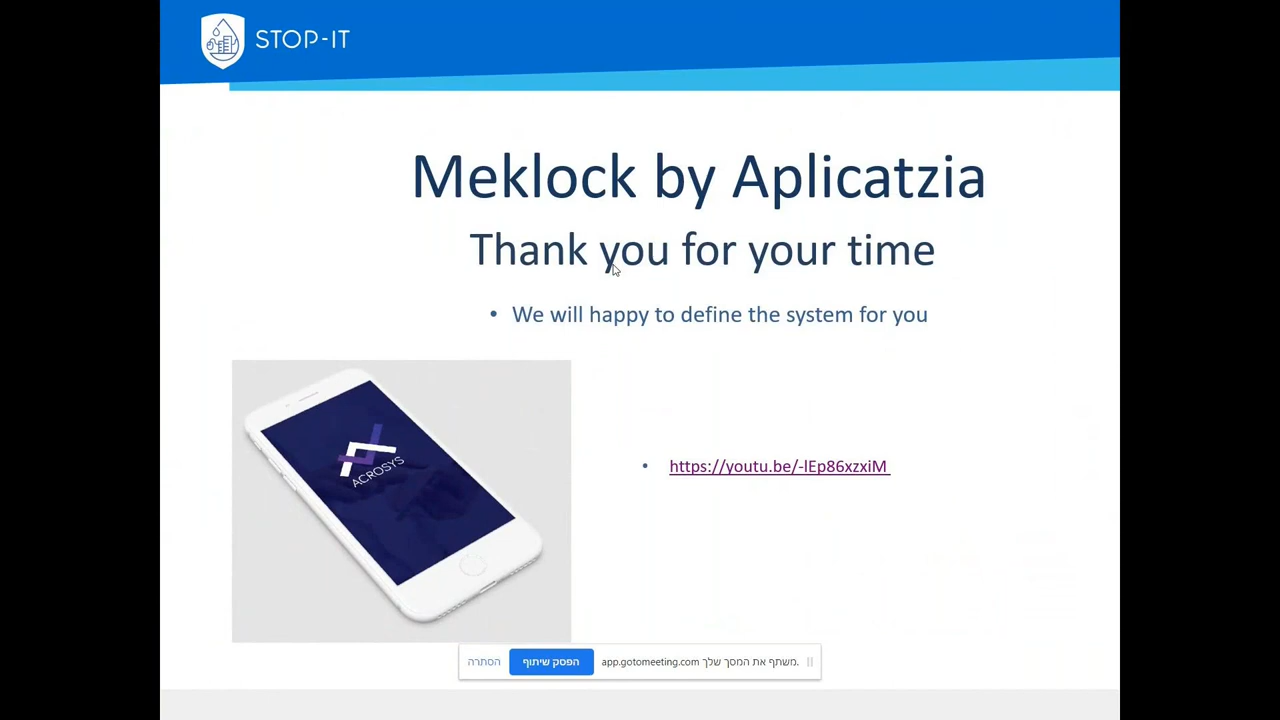 STOP-IT
Meklock by Aplicatzia
Thank you for your time
• We will happy to define the system for you
ACROSYS
• https://youtu.be/-lEp86xzxiM
הסתרה
הפסק שיתוף
app.gotomeeting.com משתף את המסך שלך.